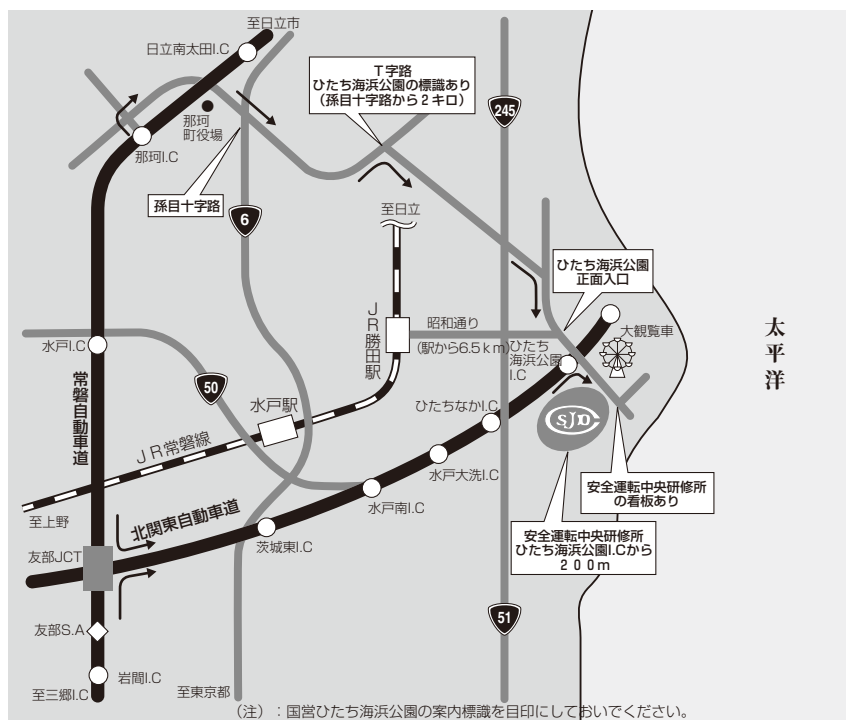 至日立市
日立南太田I.C
T字路
ひたち海浜公園の標識あり
(孫目十字路から2キロ)
245
那珂
町役場
那珂I.C
孫目十字路
6
至日立
ひたち海浜公園
正面入口
JR勝田駅
昭和通り
(駅から6.5km)
ひたち
海浜公園
I.C
大観覧車
太平洋
水戸I.C
常磐自動車道
50
水戸駅
ひたちなかI.C
SJDC
JR常磐線
水戸大洗I.C
安全運転中央研修所
の看板あり
水戸南I.C
至上野
北関東自動車道
茨城東I.C
安全運転中央研修所
ひたち海浜公園I.Cから
200m
友部JCT
51
友部S.A
岩間I.C
至三郷I.C
至東京都
(注):国営ひたち海浜公園の案内標識を目印にしておいでください。